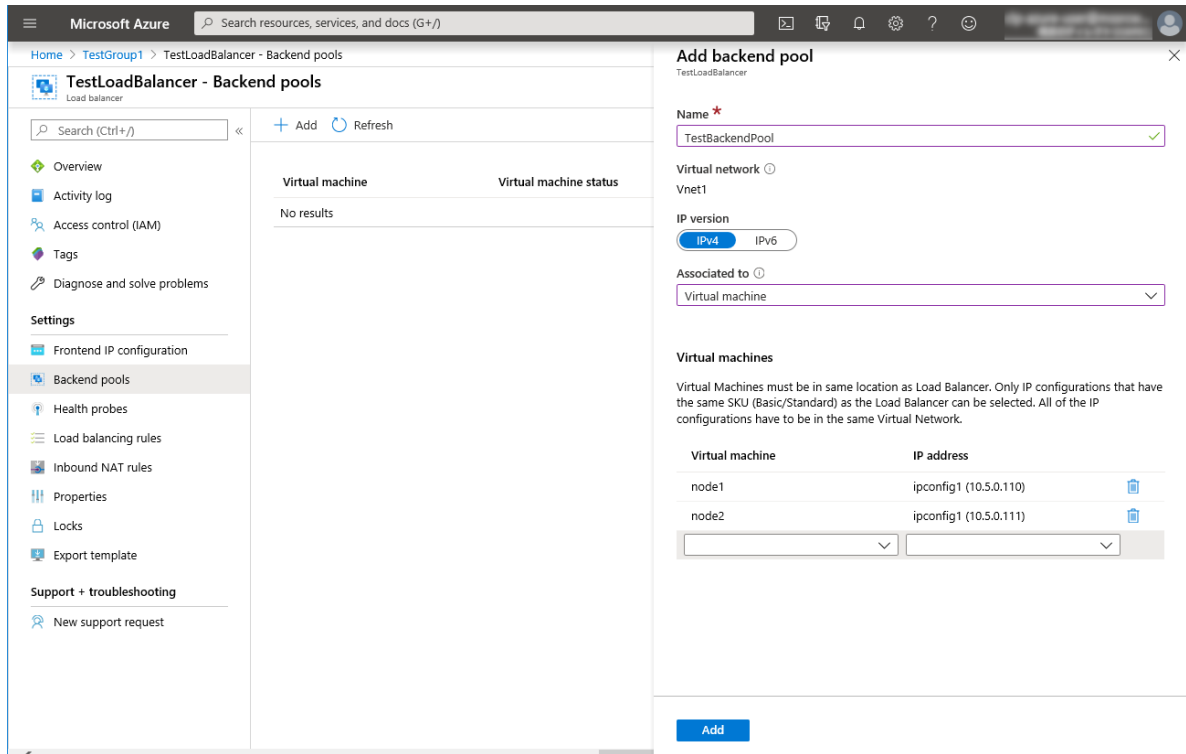 Microsoft Azure
Search resources, services, and docs (G+/)
Home > TestGroup1 > TestLoadBalancer - Backend pools
TestLoadBalancer - Backend pools
Load balancer
Search (Ctrl+/)
«
Overview
Activity log
Access control (IAM)
Tags
Diagnose and solve problems
Settings
Frontend IP configuration
Backend pools
Health probes
Load balancing rules
Inbound NAT rules
Properties
Locks
Export template
Support + troubleshooting
New support request
+ Add Refresh
Virtual machine Virtual machine status
No results
Add backend pool
TestLoadBalancer
Name *
TestBackendPool
Virtual network
Vnet1
IP version
IPv4 IPv6
Associated to
Virtual machine
Virtual machines
Virtual Machines must be in same location as Load Balancer. Only IP configurations that have
the same SKU (Basic/Standard) as the Load Balancer can be selected. All of the IP
configurations have to be in the same Virtual Network.
Virtual machine IP address
node1 ipconfig1 (10.5.0.110)
node2 ipconfig1 (10.5.0.111)
Add